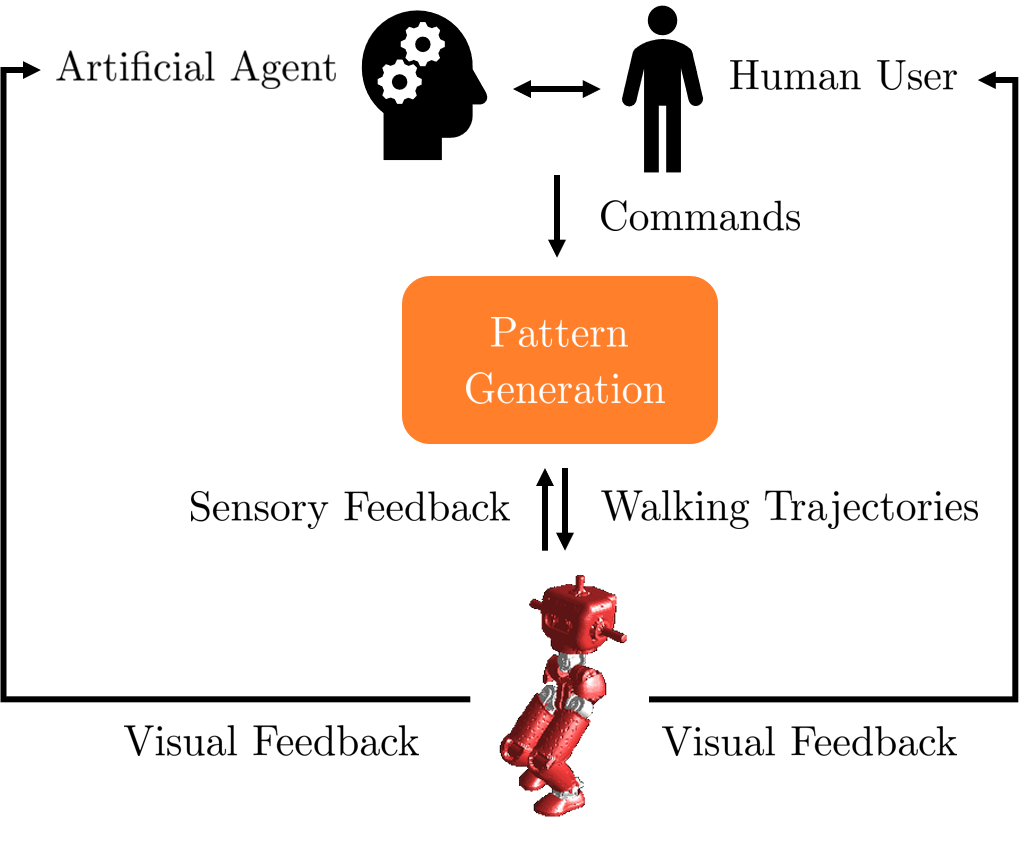 Artificial Agent
Human User
Commands
Pattern
Generation
Sensory Feedback
Walking Trajectories
Visual Feedback
Visual Feedback